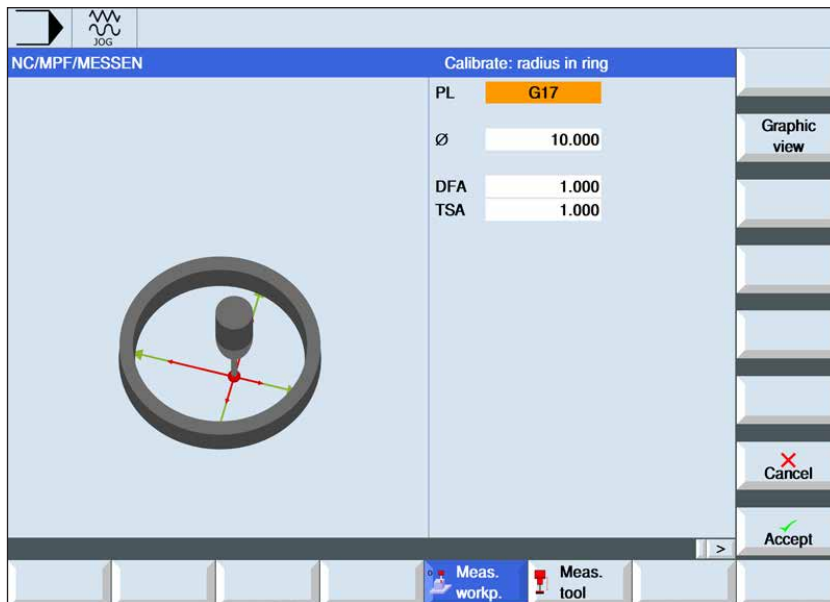 JOG
NC/MPF/MESSEN
Calibrate: radius in ring
PL G17
Ø 10.000
DFA 1.000
TSA 1.000
Graphic
view
Cancel
Accept
>
Meas.
workp.
Meas.
tool